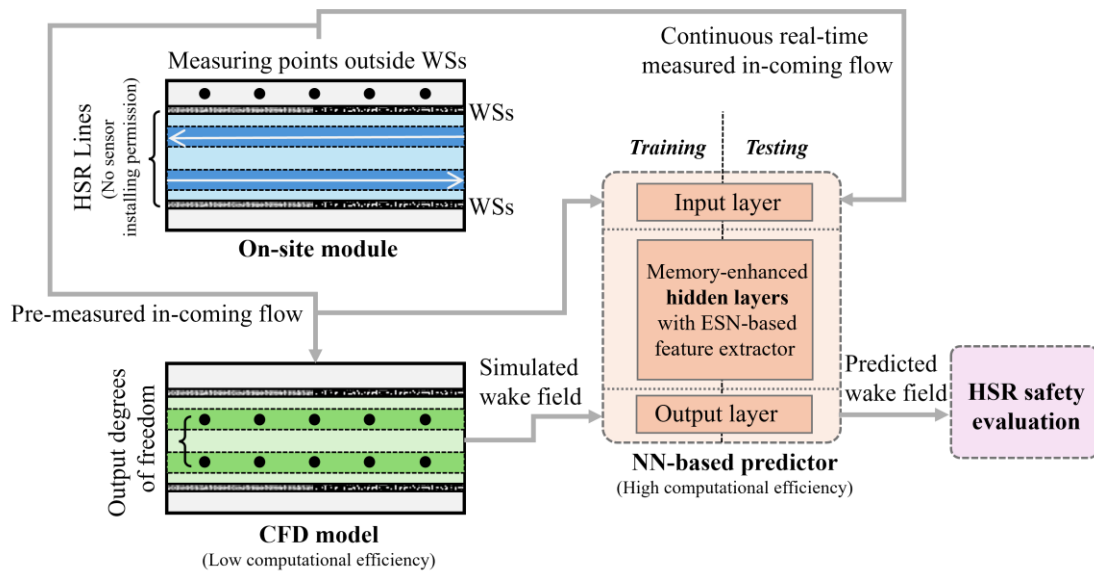 Measuring points outside WSs
Continuous real-time
measured in-coming flow
HSR Lines
(No sensor
installing permission)
WSs
WSs
On-site module
Training
Testing
Input layer
Memory-enhanced
hidden layers
with ESN-based
feature extractor
Output layer
NN-based predictor
(High computational efficiency)
Pre-measured in-coming flow
Output degrees
of freedom
Simulated
wake field
CFD model
(Low computational efficiency)
Predicted
wake field
HSR safety
evaluation